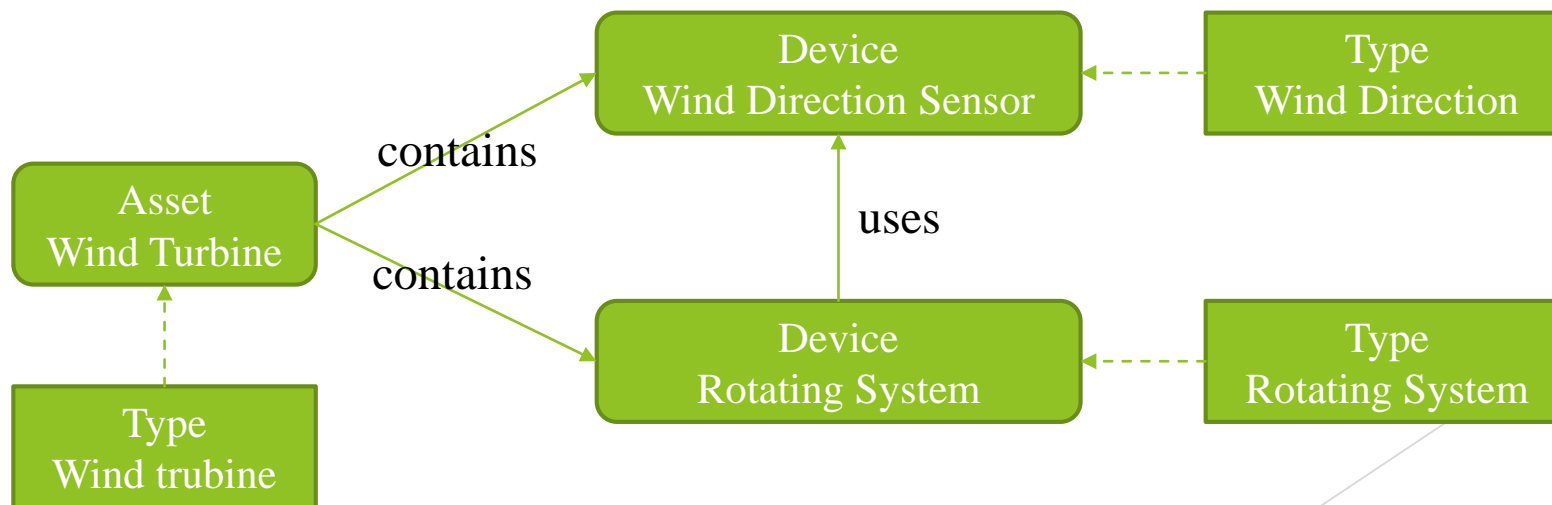 Device
Wind Direction Sensor
Type
Wind Direction
contains
Asset
Wind Turbine
uses
contains
Device
Rotating System
Type
Rotating System
Type
Wind trubine